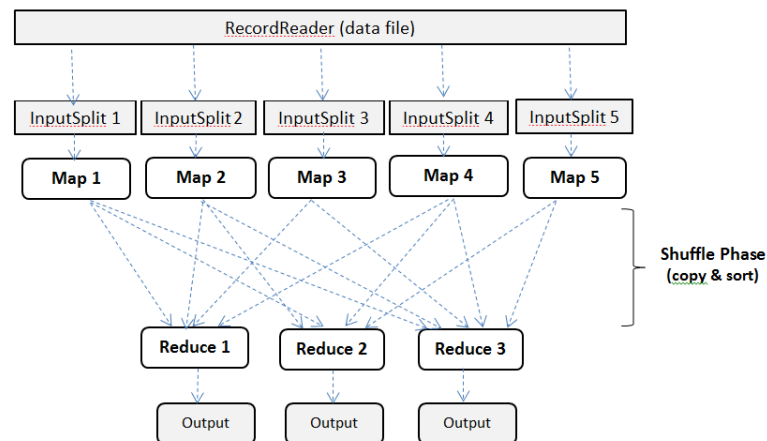 RecordReader (data file)
InputSplit 1
InputSplit 2
InputSplit 3
InputSplit 4
InputSplit 5
Map 1
Map 2
Map 3
Map 4
Map 5
Shuffle Phase
(copy & sort)
Reduce 1
Reduce 2
Reduce 3
Output
Output
Output